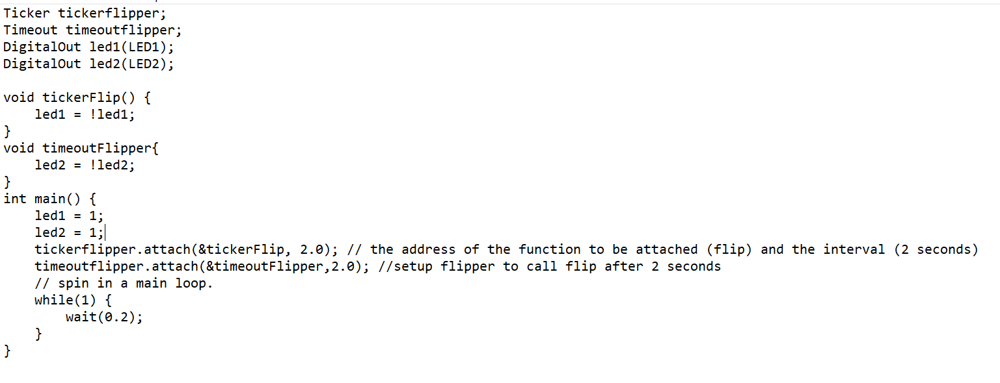 Ticker tickerflipper;
Timeout timeoutflipper;
DigitalOut led1(LED1);
DigitalOut led2(LED2);

void tickerFlip() {
    led1 = !led1;
}
void timeoutFlipper{
    led2 = !led2;
}
int main() {
    led1 = 1;
    led2 = 1;
    tickerflipper.attach(&tickerFlip, 2.0); // the address of the function to be attached (flip) and the interval (2 seconds)
    timeoutflipper.attach(&timeoutFlipper,2.0); //setup flipper to call flip after 2 seconds
    // spin in a main loop.
    while(1) {
        wait(0.2);
    }
}